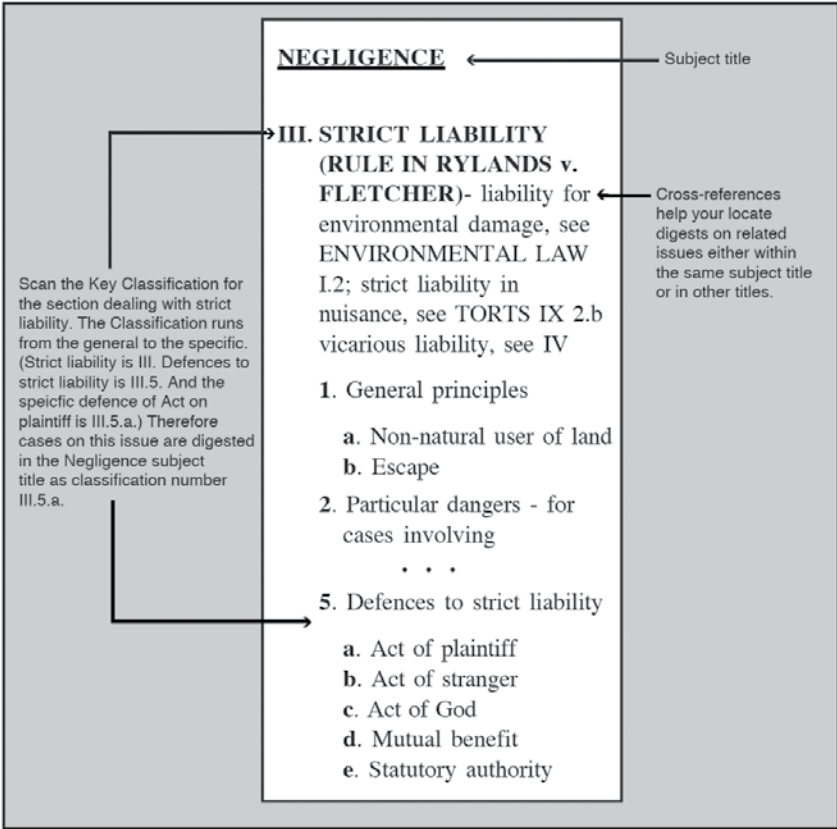 NEGLIGENCE
Subject title
III. STRICT LIABILITY
(RULE IN RYLANDS v.
FLETCHER)- liability for
environmental damage, see
ENVIRONMENTAL LAW
I.2; strict liability in
nuisance, see TORTS IX 2.b
vicarious liability, see IV
Cross-references
help your locate
digests on related
issues either within
the same subject title
or in other titles.
Scan the Key Classification for
the section dealing with strict
liability. The Classification runs
from the general to the specific.
(Strict liability is III. Defences to
strict liability is III.5. And the
speicfic defence of Act on
plaintiff is III.5.a.) Therefore
cases on this issue are digested
in the Negligence subject
title as classification number
III.5.a.
1. General principles
a. Non-natural user of land
b. Escape
2. Particular dangers - for
cases involving
. . .
5. Defences to strict liability
a. Act of plaintiff
b. Act of stranger
c. Act of God
d. Mutual benefit
e. Statutory authority